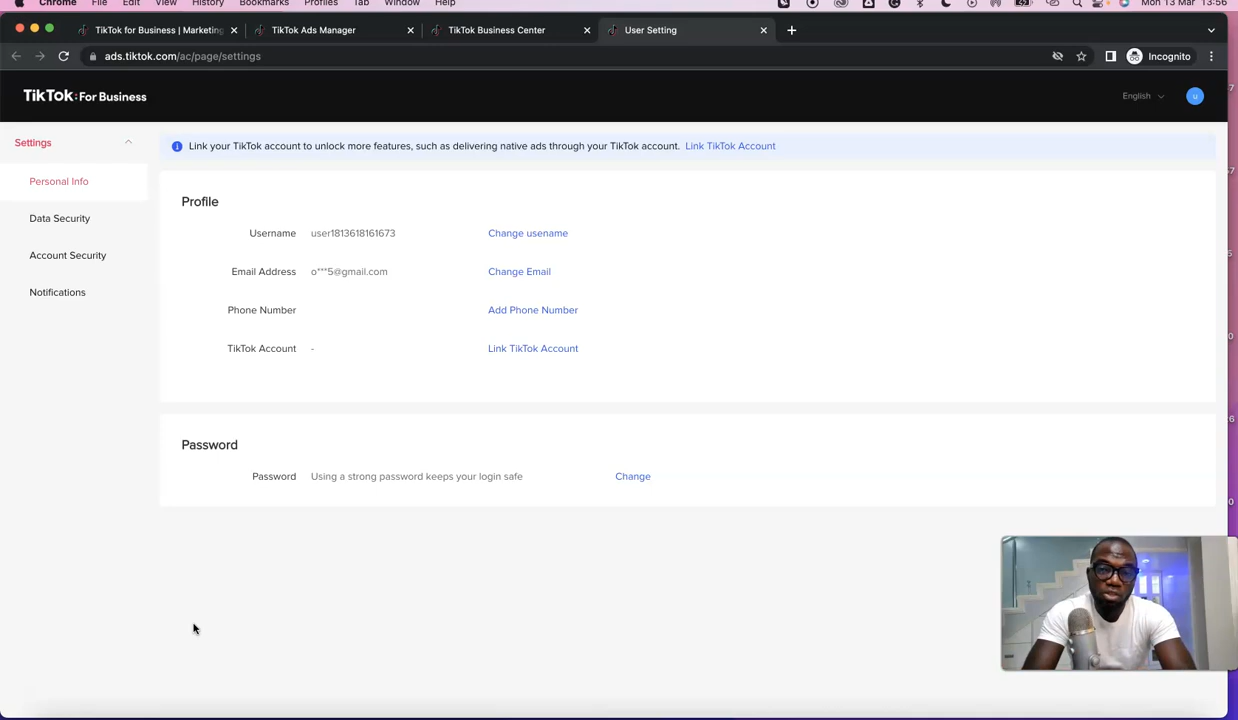 Chrome File Edit View History Bookmarks Profiles Tab Window Help Mon 13 Mar 13:56
TikTok for Business | Marketing TikTok Ads Manager TikTok Business Center User Setting
ads.tiktok.com/ac/page/settings Incognito
TikTok: For Business English u
Settings
Link your TikTok account to unlock more features, such as delivering native ads through your TikTok account. Link TikTok Account
Personal Info
Data Security
Account Security
Notifications
Profile
Username user1813618161673 Change usename
Email Address o***5@gmail.com Change Email
Phone Number Add Phone Number
TikTok Account - Link TikTok Account
Password
Password Using a strong password keeps your login safe Change